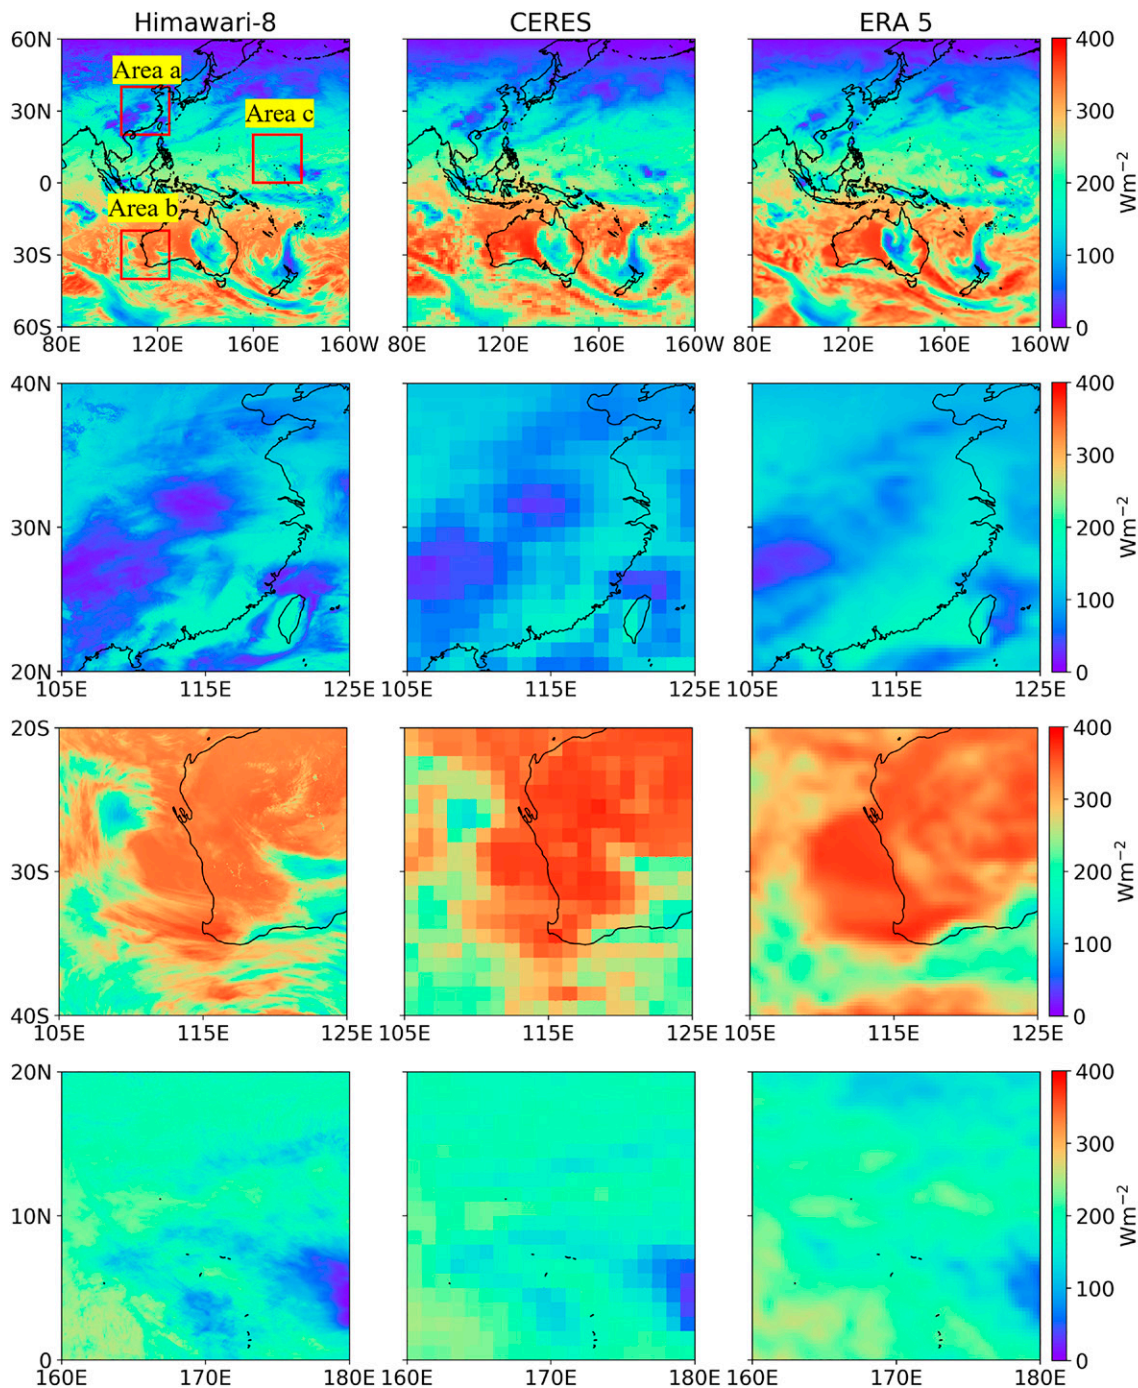 Himawari-8 CERES ERA 5
60N 400
Area a
30N 300
Area c
0 200 Wm−2
Area b
30S 100
60S 0
80E 120E 160E 160W 80E 120E 160E 160W 80E 120E 160E 160W
40N 400
300
30N 200 Wm−2
100
20N 0
105E 115E 125E 105E 115E 125E 105E 115E 125E
20S 400
300
30S 200 Wm−2
100
40S 0
105E 115E 125E 105E 115E 125E 105E 115E 125E
20N 400
300
10N 200 Wm−2
100
0 0
160E 170E 180 160E 170E 180 160E 170E 180